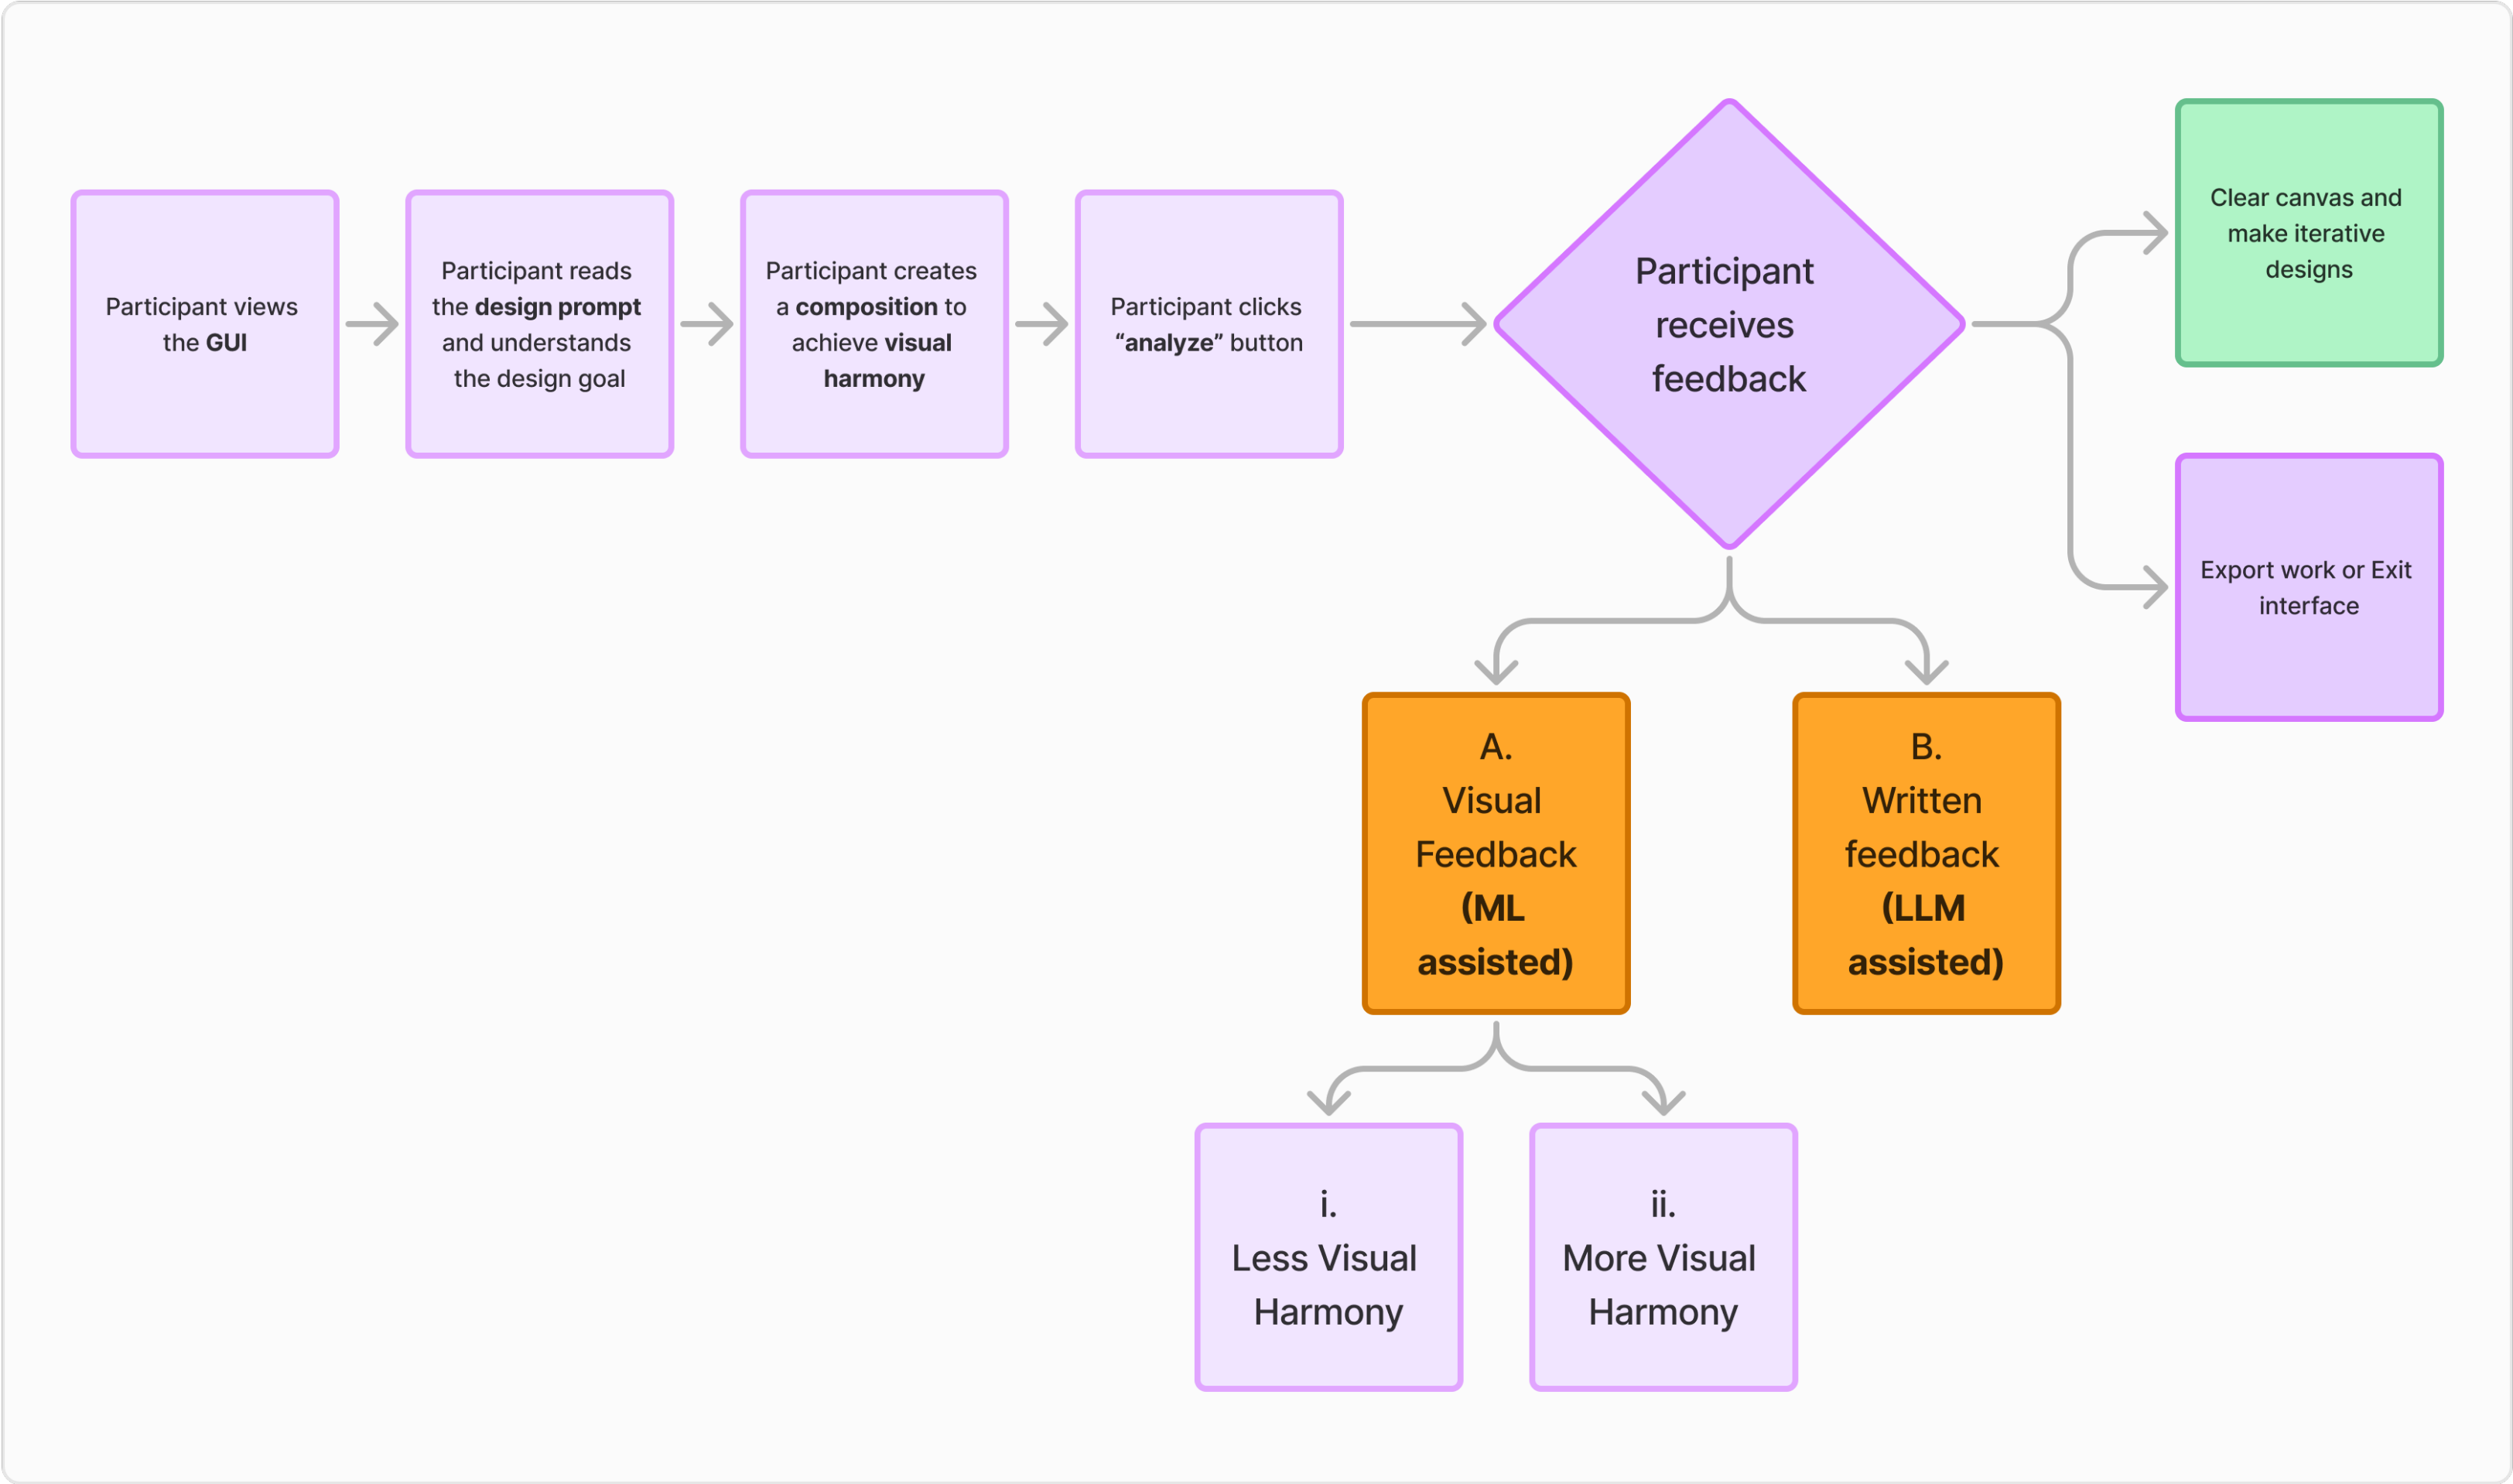 Participant views
the GUI
Participant reads
the design prompt
and understands
the design goal
Participant creates
a composition to
achieve visual
harmony
Participant clicks
“analyze” button
Participant
receives
feedback
Clear canvas and
make iterative
designs
Export work or Exit
interface
A.
Visual
Feedback
(ML
assisted)
B.
Written
feedback
(LLM
assisted)
i.
Less Visual
Harmony
ii.
More Visual
Harmony